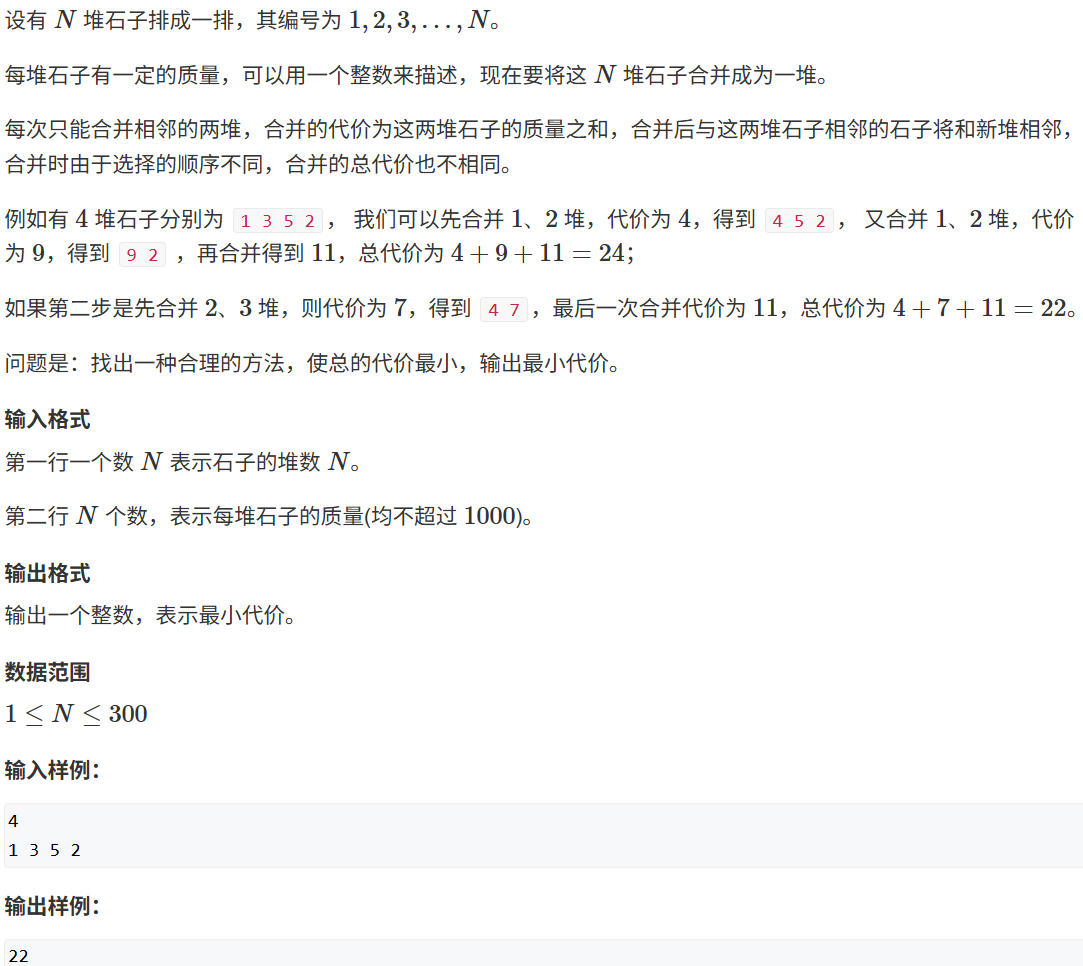 设有 N 堆石子排成一排，其编号为 1,2,3,…,N。
每堆石子有一定的质量，可以用一个整数来描述，现在要将这 N 堆石子合并成为一堆。
每次只能合并相邻的两堆，合并的代价为这两堆石子的质量之和，合并后与这两堆石子相邻的石子将和新堆相邻，
合并时由于选择的顺序不同，合并的总代价也不相同。
例如有 4 堆石子分别为 1 3 5 2， 我们可以先合并 1、2 堆，代价为 4，得到 4 5 2， 又合并 1、2 堆，代价
为 9，得到 9 2 ，再合并得到 11，总代价为 4 + 9 + 11 = 24；
如果第二步是先合并 2、3 堆，则代价为 7，得到 4 7，最后一次合并代价为 11，总代价为 4 + 7 + 11 = 22。
问题是：找出一种合理的方法，使总的代价最小，输出最小代价。
输入格式
第一行一个数 N 表示石子的堆数 N。
第二行 N 个数，表示每堆石子的质量(均不超过 1000)。
输出格式
输出一个整数，表示最小代价。
数据范围
1 ≤ N ≤ 300
输入样例：
4
1 3 5 2
输出样例：
22